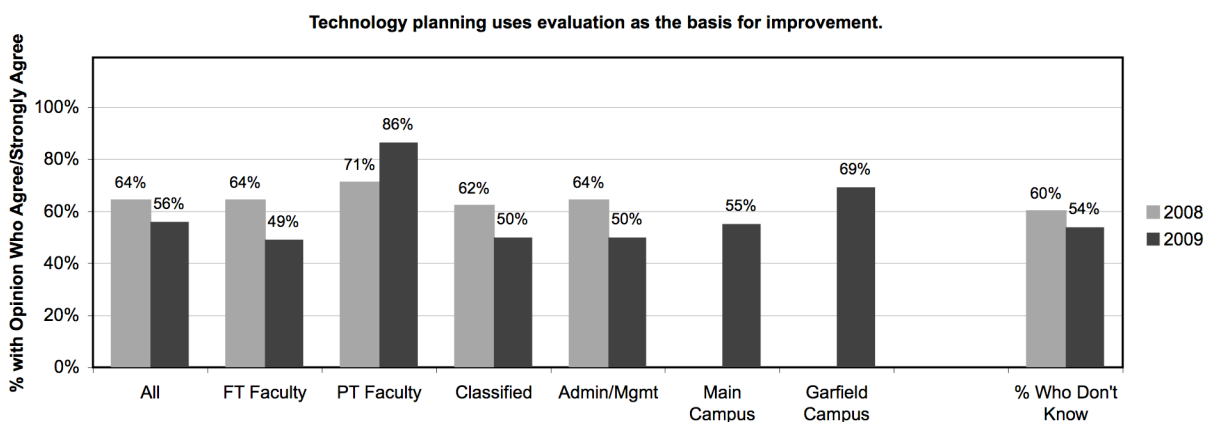 Technology planning uses evaluation as the basis for improvement.
% with Opinion Who Agree/Strongly Agree
100%
80%
60%
40%
20%
0%
64%
56%
64%
49%
71%
86%
62%
50%
64%
50%
55%
69%
60%
54%
All
FT Faculty
PT Faculty
Classified
Admin/Mgmt
Main
Campus
Garfield
Campus
% Who Don't
Know
2008
2009